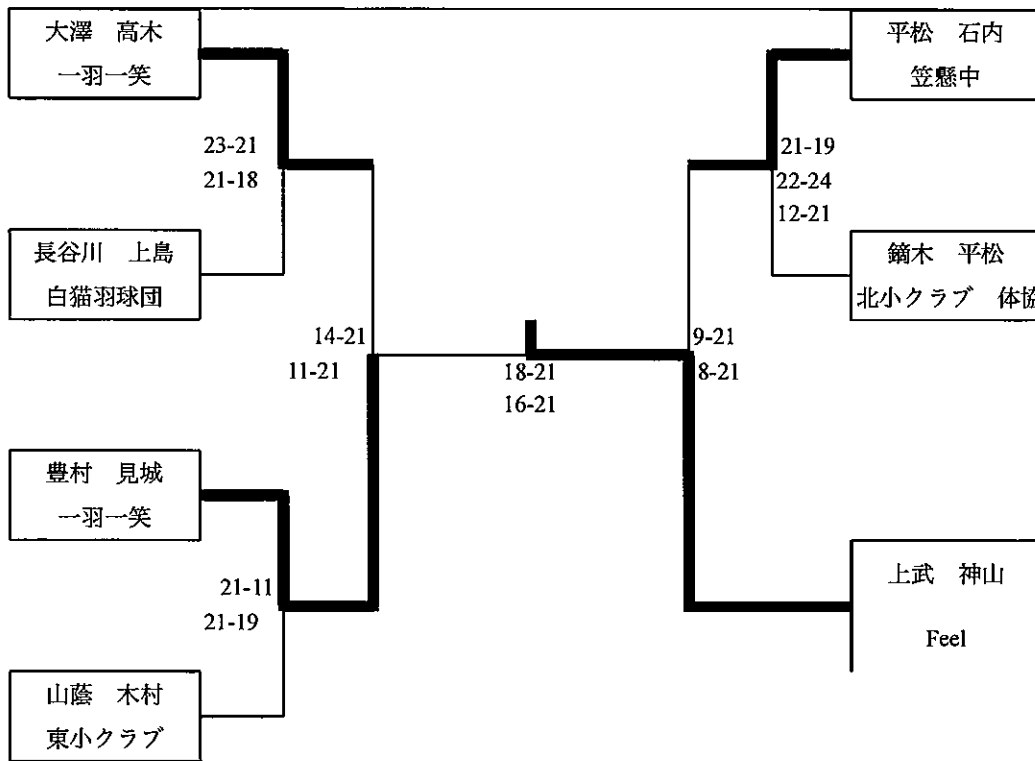 大澤 高木
一羽一笑
23-21
21-18
長谷川 上島
白猫羽球団
14-21
11-21
豊村 見城
一羽一笑
21-11
21-19
山蔭 木村
東小クラブ
18-21
16-21
平松 石内
笠懸中
21-19
22-24
12-21
鏑木 平松
北小クラブ 体協
9-21
8-21
上武 神山
Feel